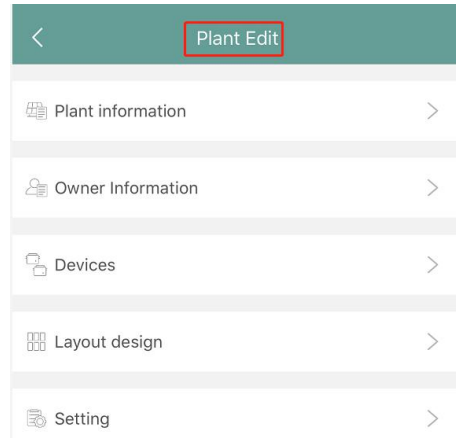 Plant Edit
Plant information
Owner Information
Devices
Layout design
Setting